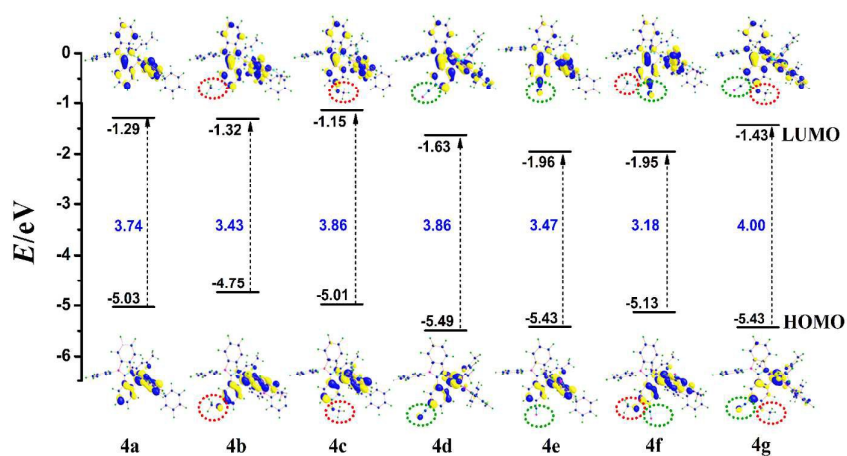 E/eV
0
-1
-2
-3
-4
-5
-6
-1.29
-1.32
-1.15
-1.63
-1.96
-1.95
-1.43
LUMO
3.74
3.43
3.86
3.86
3.47
3.18
4.00
-5.03
-4.75
-5.01
-5.49
-5.43
-5.13
-5.43
HOMO
4a
4b
4c
4d
4e
4f
4g